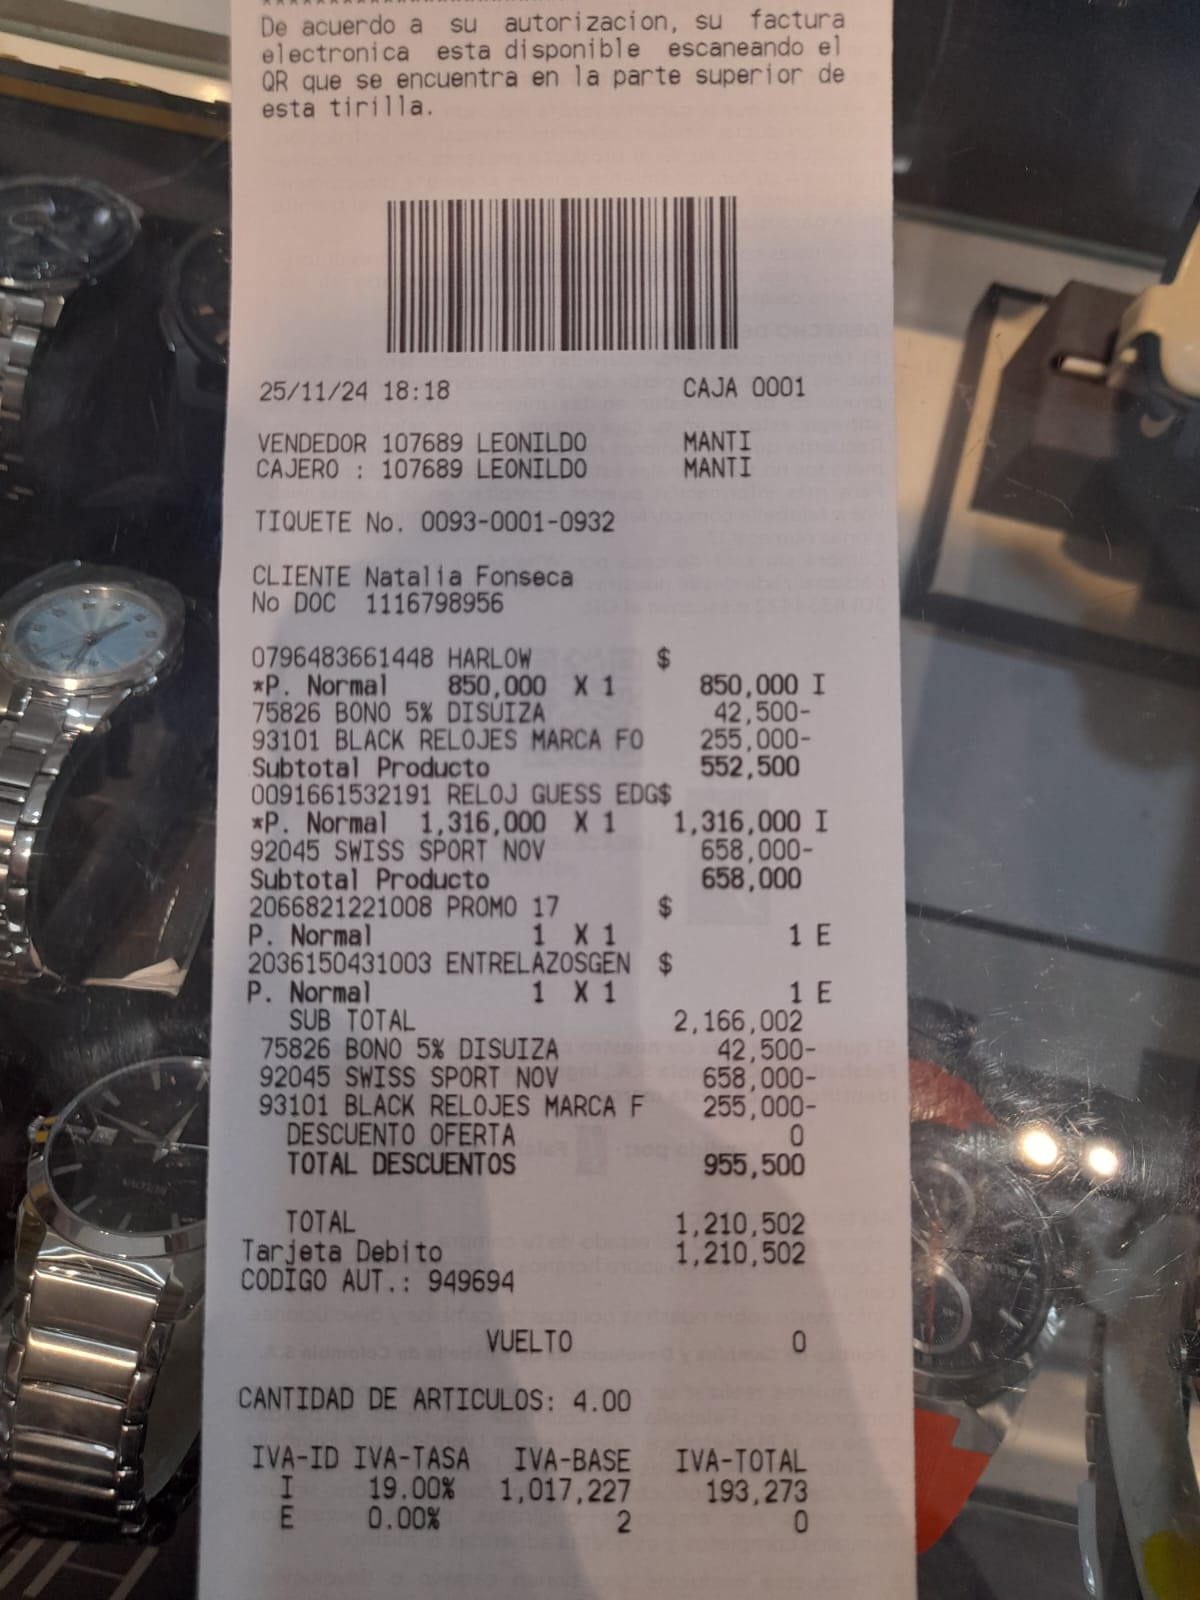 De acuerdo a su autorizacion, su factura
electronica esta disponible escaneando el
QR que se encuentra en la parte superior de
esta tirilla.
25/11/24 18:18 CAJA 0001
VENDEDOR 107689 LEONILDO MANTI
CAJERO : 107689 LEONILDO MANTI
TIQUETE No. 0093-0001-0932
CLIENTE Natalia Fonseca
No DOC 1116798956
0796483661448 HARLOW $
*P. Normal 850,000 X 1 850,000 I
75826 BONO 5% DISUIZA 42,500-
93101 BLACK RELOJES MARCA FO 255,000-
Subtotal Producto 552,500
0091661532191 RELOJ GUESS EDG$
*P. Normal 1,316,000 X 1 1,316,000 I
92045 SWISS SPORT NOV 658,000-
Subtotal Producto 658,000
2066821221008 PROMO 17 $
P. Normal 1 X 1 1 E
2036150431003 ENTRELAZOSGEN $
P. Normal 1 X 1 1 E
SUB TOTAL 2,166,002
75826 BONO 5% DISUIZA 42,500-
92045 SWISS SPORT NOV 658,000-
93101 BLACK RELOJES MARCA F 255,000-
DESCUENTO OFERTA 0
TOTAL DESCUENTOS 955,500
TOTAL 1,210,502
Tarjeta Debito 1,210,502
CODIGO AUT.: 949694
VUELTO 0
CANTIDAD DE ARTICULOS: 4.00
IVA-ID IVA-TASA IVA-BASE IVA-TOTAL
I 19.00% 1,017,227 193,273
E 0.00% 2 0
BULOVA